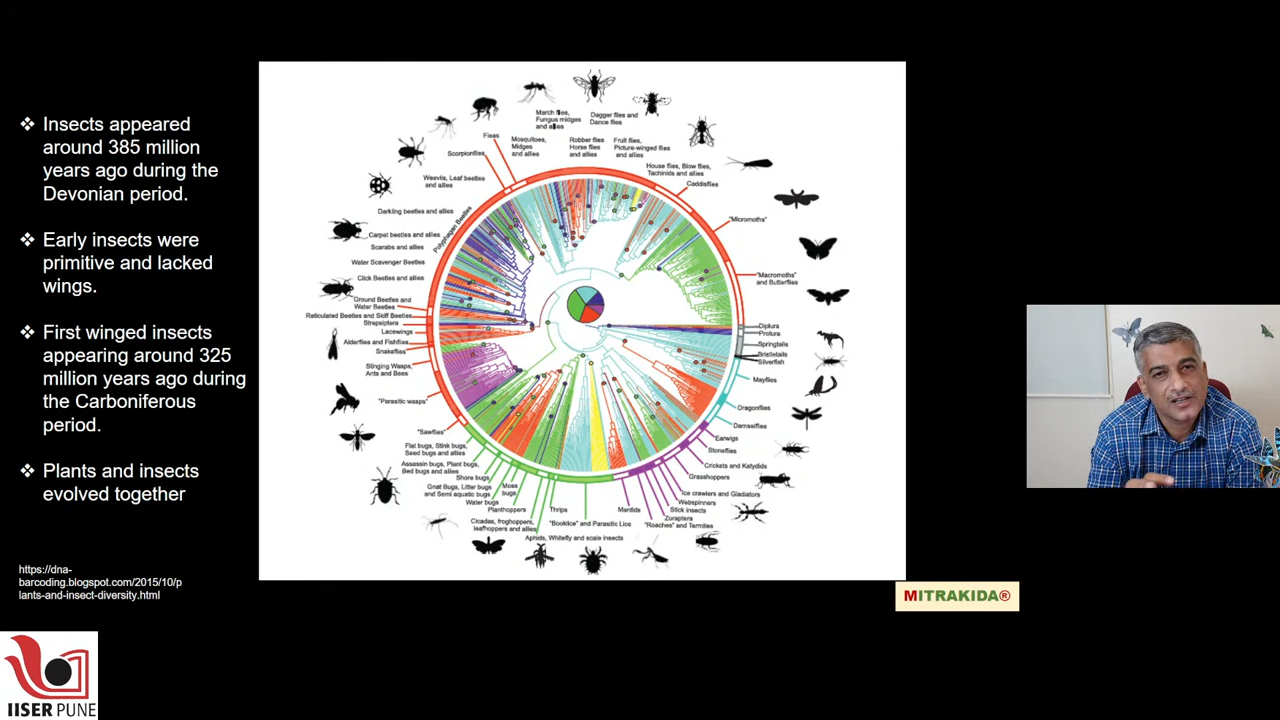 ❖ Insects appeared
around 385 million
years ago during the
Devonian period.
❖ Early insects were
primitive and lacked
wings.
❖ First winged insects
appearing around 325
million years ago during
the Carboniferous
period.
❖ Plants and insects
evolved together
https://dna-
barcoding.blogspot.com/2015/10/p
lants-and-insect-diversity.html
IISER PUNE
March flies,
Fungus midges
and allies
Dagger flies and
Dance flies
Fleas
Mosquitoes,
Midges
and allies
Robber flies
Horse flies
and allies
Fruit flies,
Picture-winged flies
and allies
Scorpionflies
House flies, Blow flies,
Tachinids and allies
Caddisflies
Weevils, Leaf beetles
and allies
Darkling beetles and allies
Polyphagan Beetles
"Micromoths"
Carpet beetles and allies
Scarabs and allies
Water Scavenger Beetles
Click Beetles and allies
"Macromoths"
and Butterflies
Ground Beetles and
Water Beetles
Reticulated Beetles and Skiff Beetles
Strepsiptera
Lacewings
Alderflies and Fishflies
Snakeflies
Stinging Wasps,
Ants and Bees
"Parasitic wasps"
"Sawflies"
Diplura
Protura
Springtails
Bristletails
Silverfish
Mayflies
Dragonflies
Damselflies
Earwigs
Stoneflies
Crickets and Katydids
Grasshoppers
Ice crawlers and Gladiators
Webspinners
Stick insects
Zoraptera
"Roaches" and Termites
Mantids
Flat bugs, Stink bugs,
Seed bugs and allies
Assassin bugs, Plant bugs,
Bed bugs and allies
Shore bugs
Gnat Bugs, Litter bugs
and Semi aquatic bugs
Water bugs
Moss
bugs
Planthoppers
Thrips
"Booklice" and Parasitic Lice
Cicadas, froghoppers,
leafhoppers and allies
Aphids, Whitefly and scale insects
MITRAKIDA®